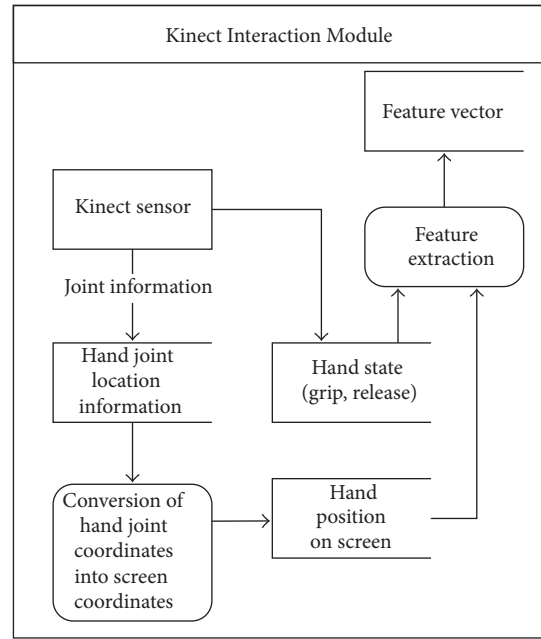 Kinect Interaction Module
Feature vector
Kinect sensor
Feature
extraction
Joint information
Hand joint
location
information
Hand state
(grip, release)
Conversion of
hand joint
coordinates
into screen
coordinates
Hand
position
on screen